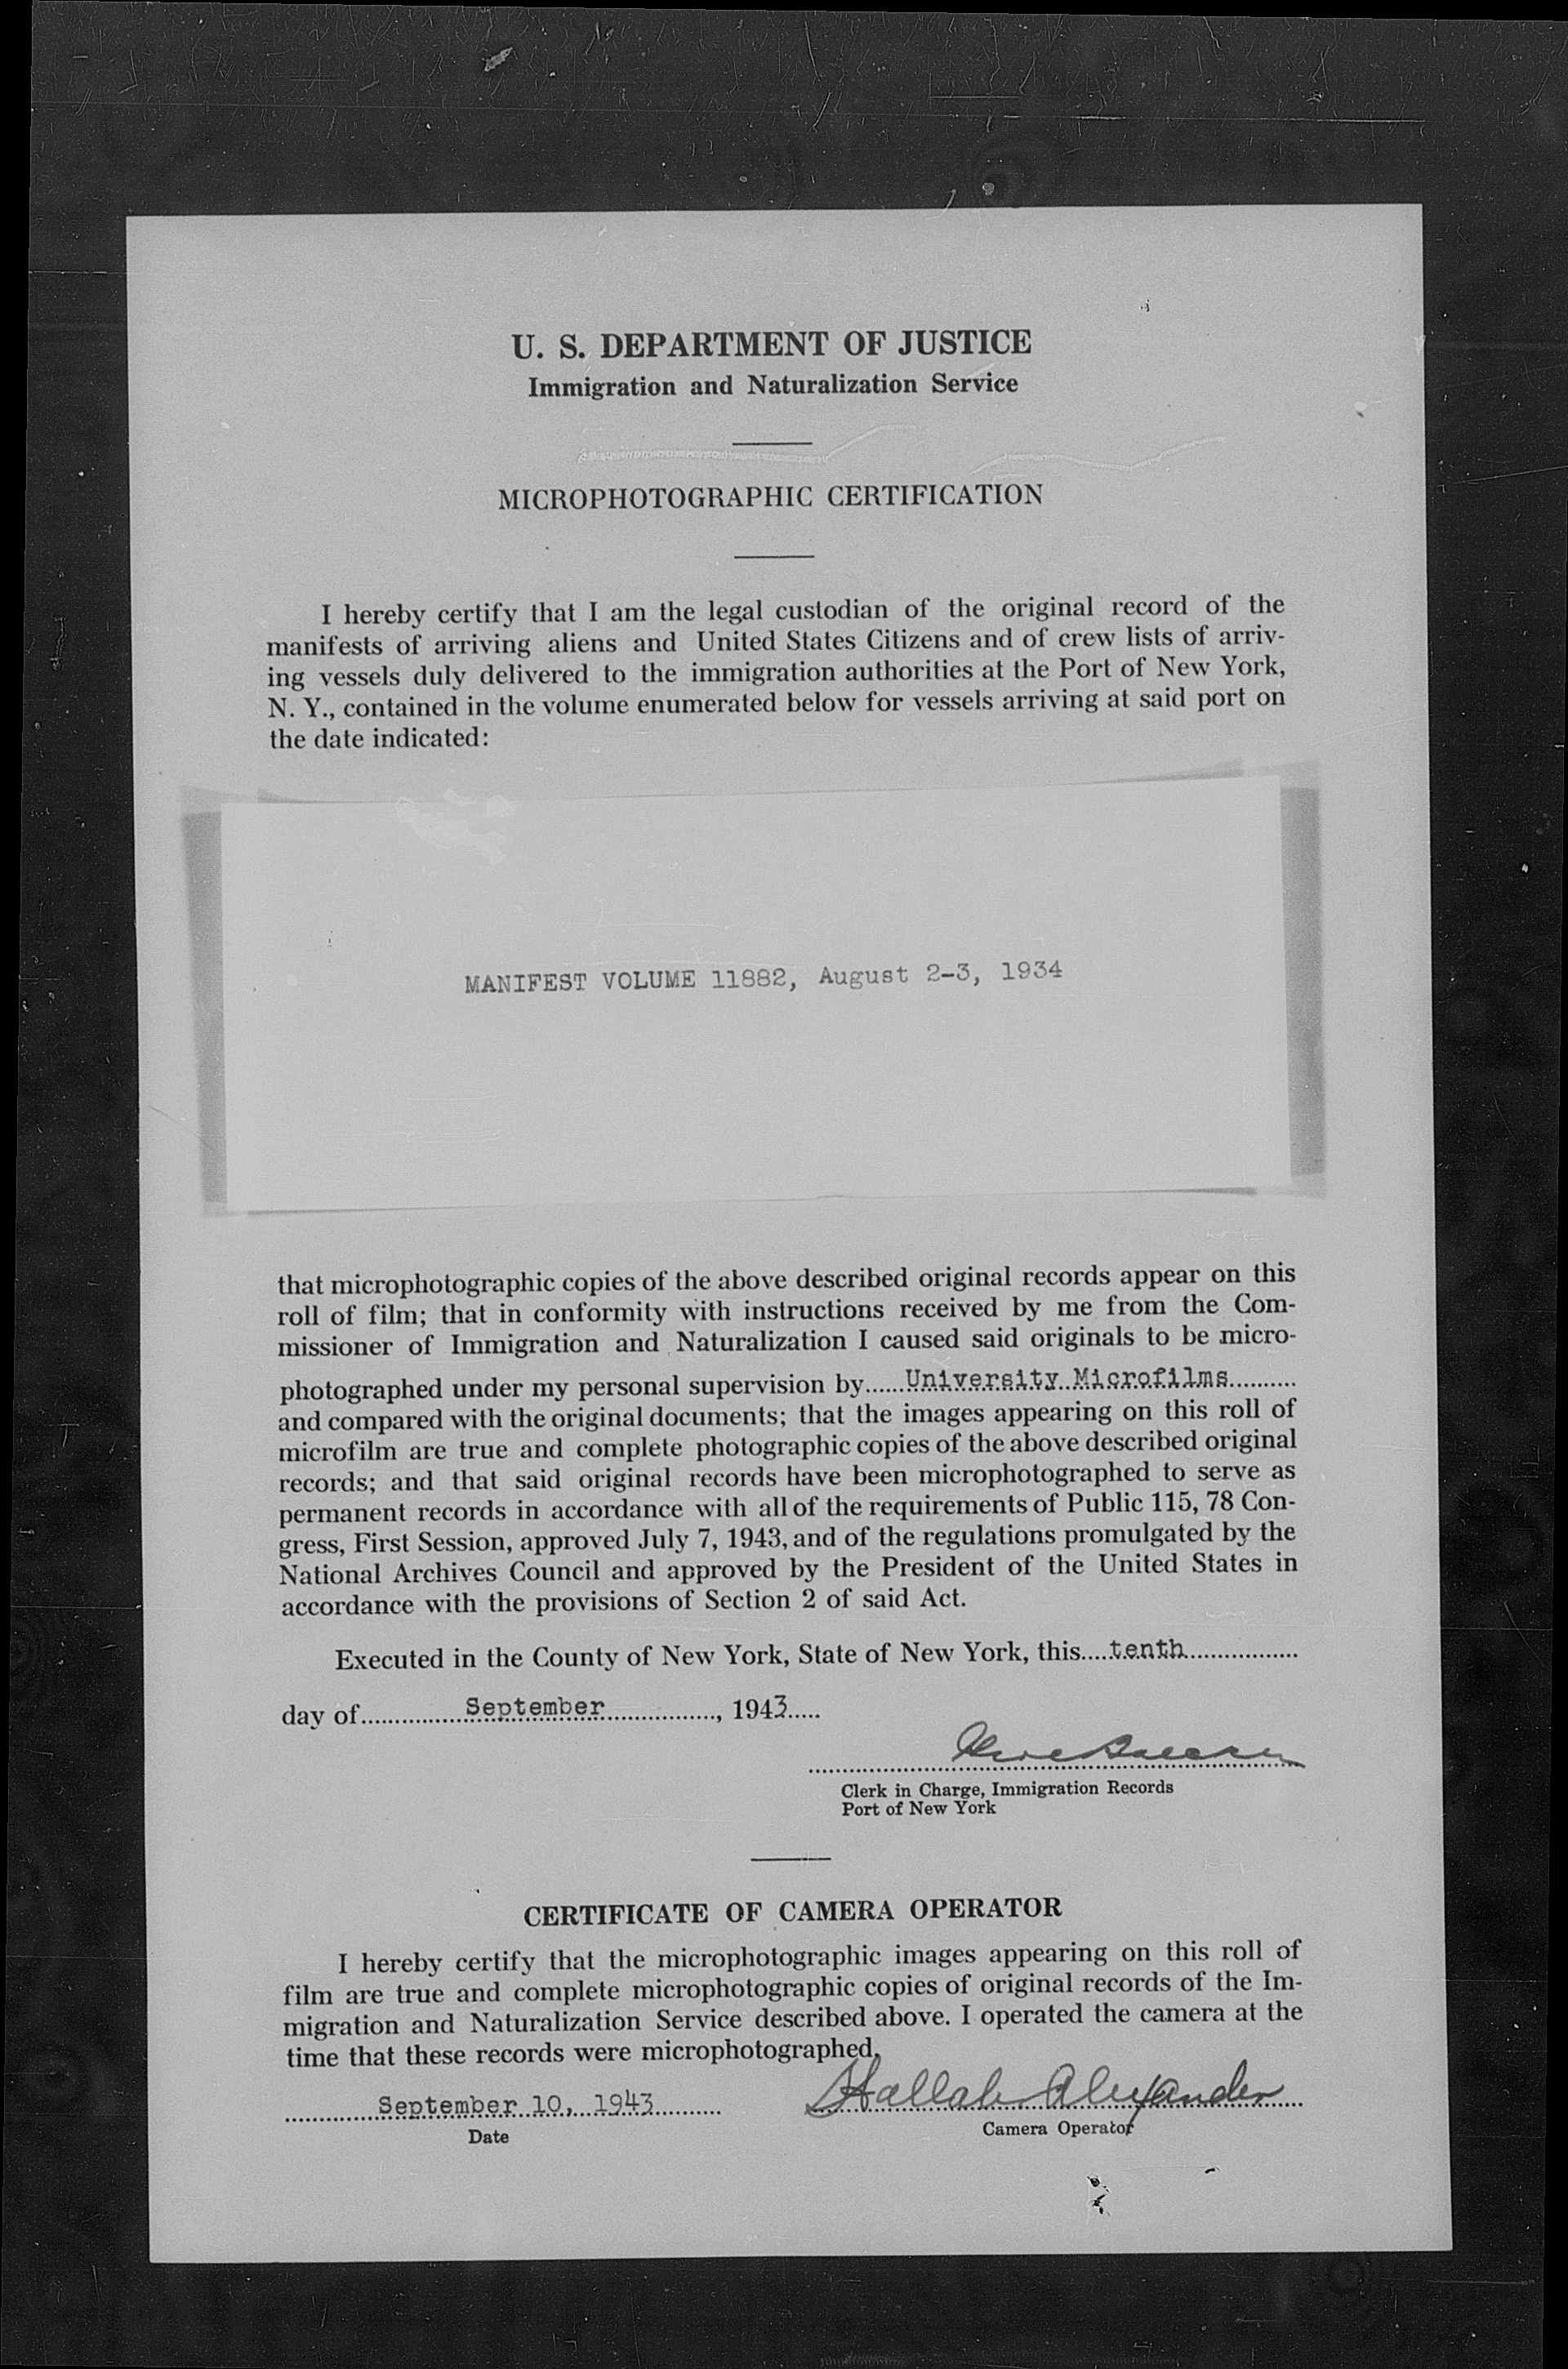 U. S. DEPARTMENT OF JUSTICE
Immigration and Naturalization Service
MICROPHOTOGRAPHIC CERTIFICATION
I hereby certify that I am the legal custodian of the original record of the
manifests of arriving aliens and United States Citizens and of crew lists of arriv-
ing vessels duly delivered to the immigration authorities at the Port of New York,
N. Y., contained in the volume enumerated below for vessels arriving at said port on
the date indicated:
MANIFEST VOLUME 11882, August 2-3, 1934
that microphotographic copies of the above described original records appear on this
roll of film; that in conformity with instructions received by me from the Com-
missioner of Immigration and Naturalization I caused said originals to be micro-
photographed under my personal supervision by......University Microfilms..........
and compared with the original documents; that the images appearing on this roll of
microfilm are true and complete photographic copies of the above described original
records; and that said original records have been microphotographed to serve as
permanent records in accordance with all of the requirements of Public 115, 78 Con-
gress, First Session, approved July 7, 1943, and of the regulations promulgated by the
National Archives Council and approved by the President of the United States in
accordance with the provisions of Section 2 of said Act.
Executed in the County of New York, State of New York, this....tenth.................
day of................September................, 1943.....
Clerk in Charge, Immigration Records
Port of New York
CERTIFICATE OF CAMERA OPERATOR
I hereby certify that the microphotographic images appearing on this roll of
film are true and complete microphotographic copies of original records of the Im-
migration and Naturalization Service described above. I operated the camera at the
time that these records were microphotographed.
September 10, 1943 Alexander
Date Camera Operator